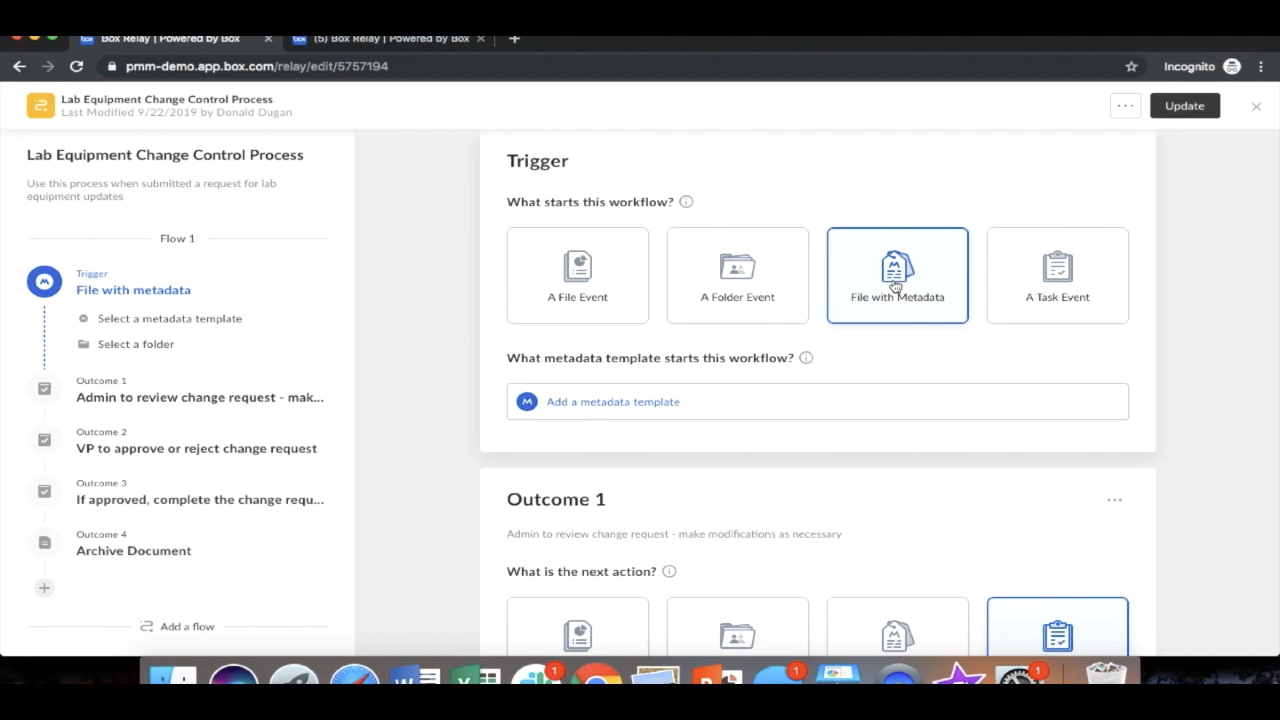 Box Relay | Powered by Box
(5) Box Relay | Powered by Box
pmm-demo.app.box.com/relay/edit/5757194
Incognito
Lab Equipment Change Control Process
Last Modified 9/22/2019 by Donald Dugan
Update
Lab Equipment Change Control Process
Use this process when submitted a request for lab
equipment updates
Flow 1
Trigger
File with metadata
Select a metadata template
Select a folder
Outcome 1
Admin to review change request - mak...
Outcome 2
VP to approve or reject change request
Outcome 3
If approved, complete the change requ...
Outcome 4
Archive Document
Add a flow
Trigger
What starts this workflow?
A File Event
A Folder Event
File with Metadata
A Task Event
What metadata template starts this workflow?
Add a metadata template
Outcome 1
Admin to review change request - make modifications as necessary
What is the next action?
1
1
1